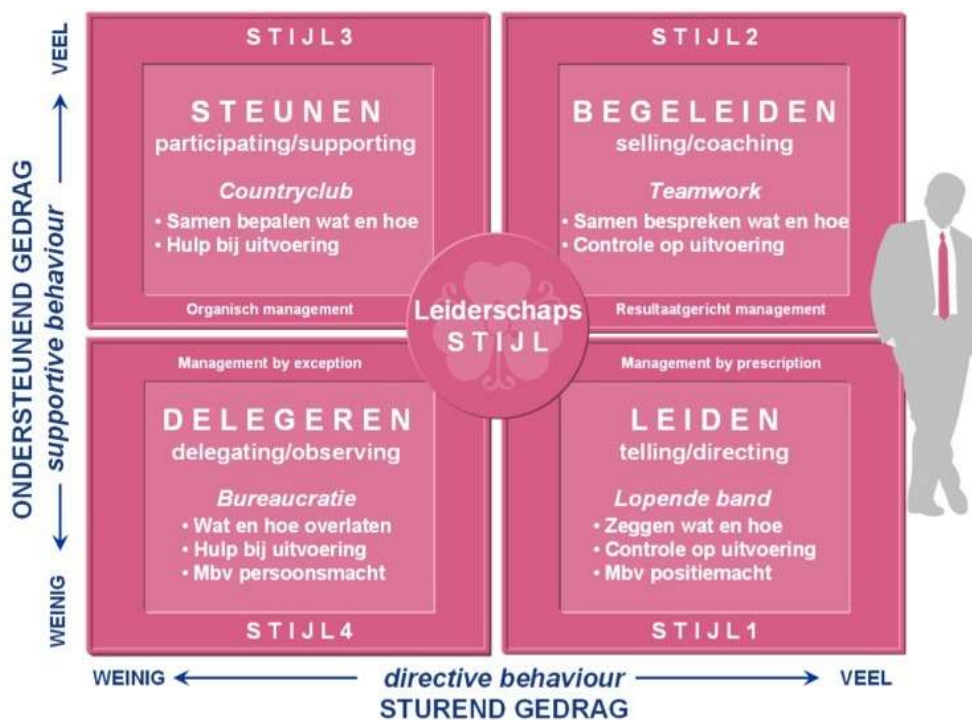 STIJL3
STEUNEN
participating/supporting
Countryclub
• Samen bepalen wat en hoe
• Hulp bij uitvoering
Organisch management
STIJL2
BEGELEIDEN
selling/coaching
Teamwork
• Samen bespreken wat en hoe
• Controle op uitvoering
Resultaatgericht management
Leiderschaps
STIJL
Management by exception
DELEGEREN
delegating/observing
Bureaucratie
• Wat en hoe overlaten
• Hulp bij uitvoering
• Mbv persoonsmacht
STIJL4
Management by prescription
LEIDEN
telling/directing
Lopende band
• Zeggen wat en hoe
• Controle op uitvoering
• Mbv positiemacht
STIJL1
VEEL
ONDERSTEUNEND GEDRAG
supportive behaviour
WEINIG
WEINIG
directive behaviour
VEEL
STUREND GEDRAG